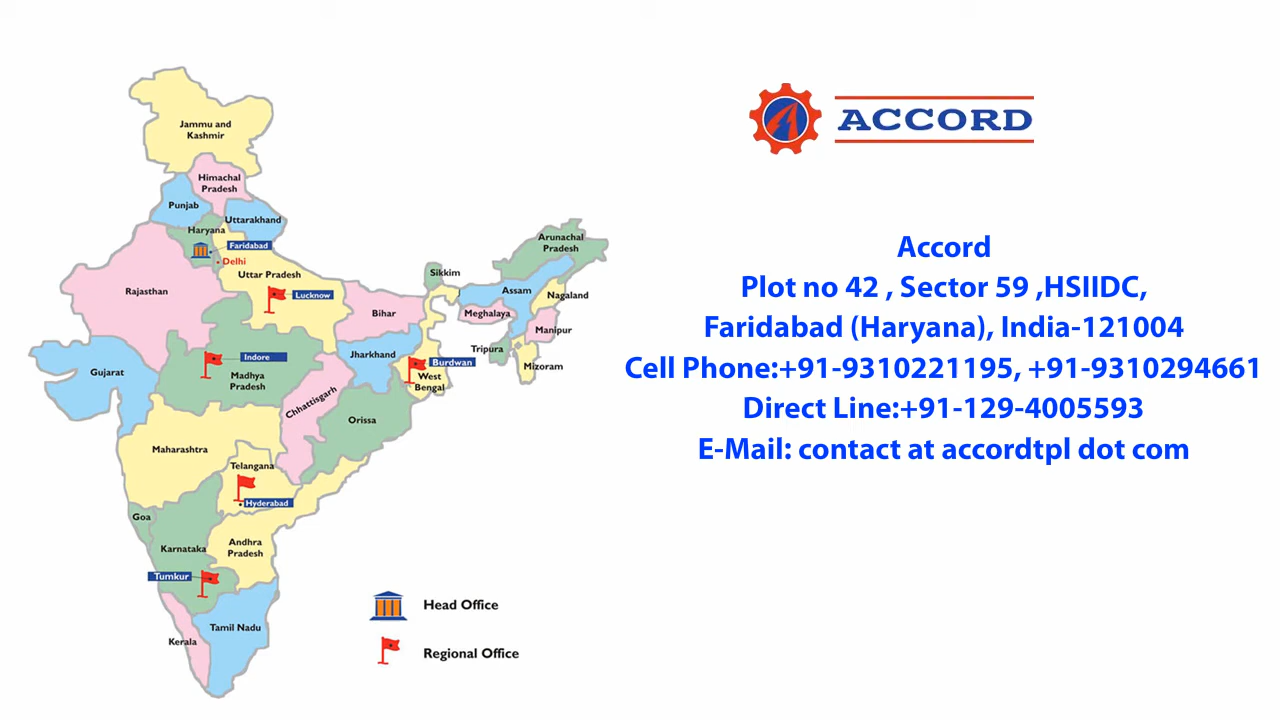 Jammu and
Kashmir
Himachal
Pradesh
Punjab
Uttarakhand
Haryana
Faridabad
Delhi
Uttar Pradesh
Lucknow
Rajasthan
Bihar
Sikkim
Arunachal
Pradesh
Assam
Nagaland
Meghalaya
Manipur
Tripura
Mizoram
Indore
Madhya
Pradesh
Jharkhand
Burdwan
West
Bengal
Gujarat
Chhattisgarh
Orissa
Maharashtra
Telangana
Hyderabad
Goa
Karnataka
Andhra
Pradesh
Tumkur
Tamil Nadu
Kerala
Head Office
Regional Office
ACCORD
Accord
Plot no 42 , Sector 59 ,HSIIDC,
Faridabad (Haryana), India-121004
Cell Phone:+91-9310221195, +91-9310294661
Direct Line:+91-129-4005593
E-Mail: contact at accordtpl dot com